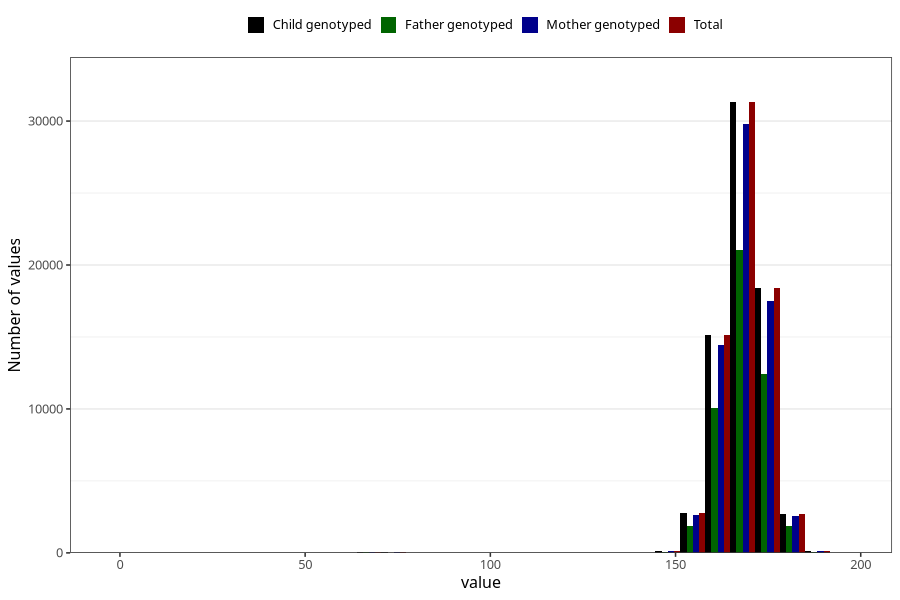 Child genotyped Father genotyped Mother genotyped Total
Number of values
30000
20000
10000
0
0 50 100 150 200
value